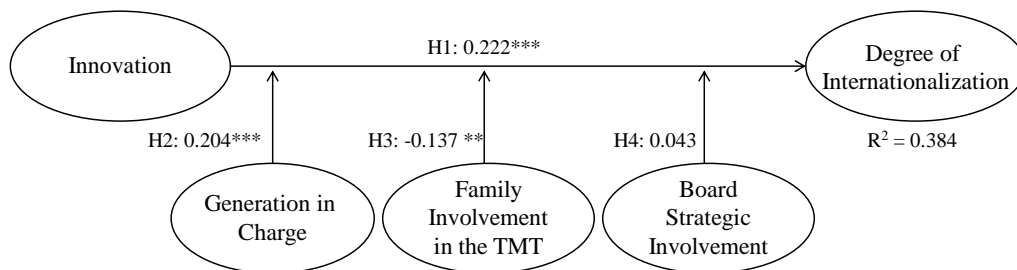 Innovation
H1: 0.222***
Degree of
Internationalization
H2: 0.204***
H3: -0.137 **
H4: 0.043
R² = 0.384
Generation in
Charge
Family
Involvement
in the TMT
Board
Strategic
Involvement